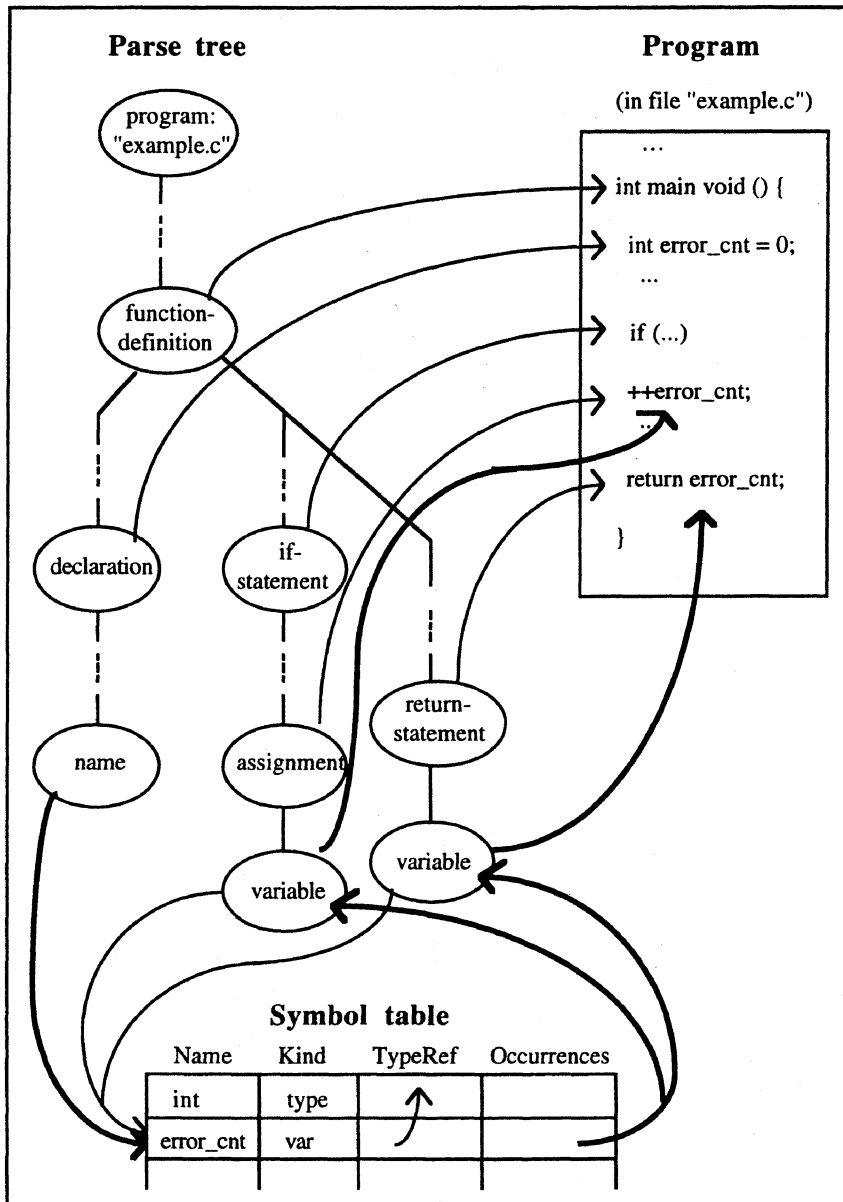 Parse tree
Program
(in file "example.c")
program:
"example.c"
...
int main void () {
int error_cnt = 0;
...
function-
definition
if (...)
++error_cnt;
...
return error_cnt;
}
declaration
if-
statement
return-
statement
name
assignment
variable
variable
Symbol table
Name Kind TypeRef Occurrences
int type
error_cnt var